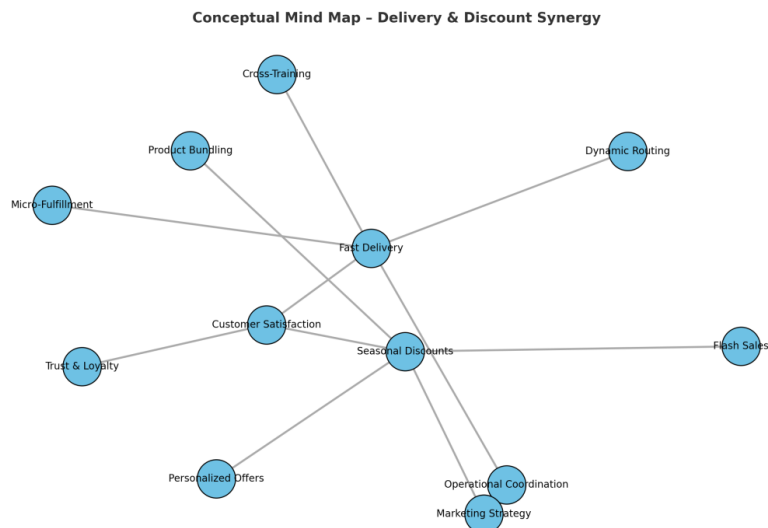 Conceptual Mind Map – Delivery & Discount Synergy
Cross-Training
Product Bundling
Dynamic Routing
Micro-Fulfillment
Fast Delivery
Customer Satisfaction
Seasonal Discounts
Flash Sales
Trust & Loyalty
Personalized Offers
Operational Coordination
Marketing Strategy